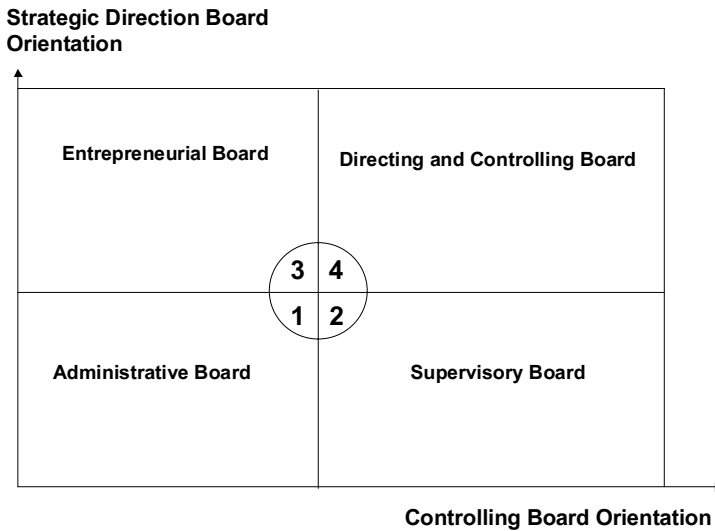 Strategic Direction Board
Orientation
Entrepreneurial Board
Directing and Controlling Board
3 4
1 2
Administrative Board
Supervisory Board
Controlling Board Orientation